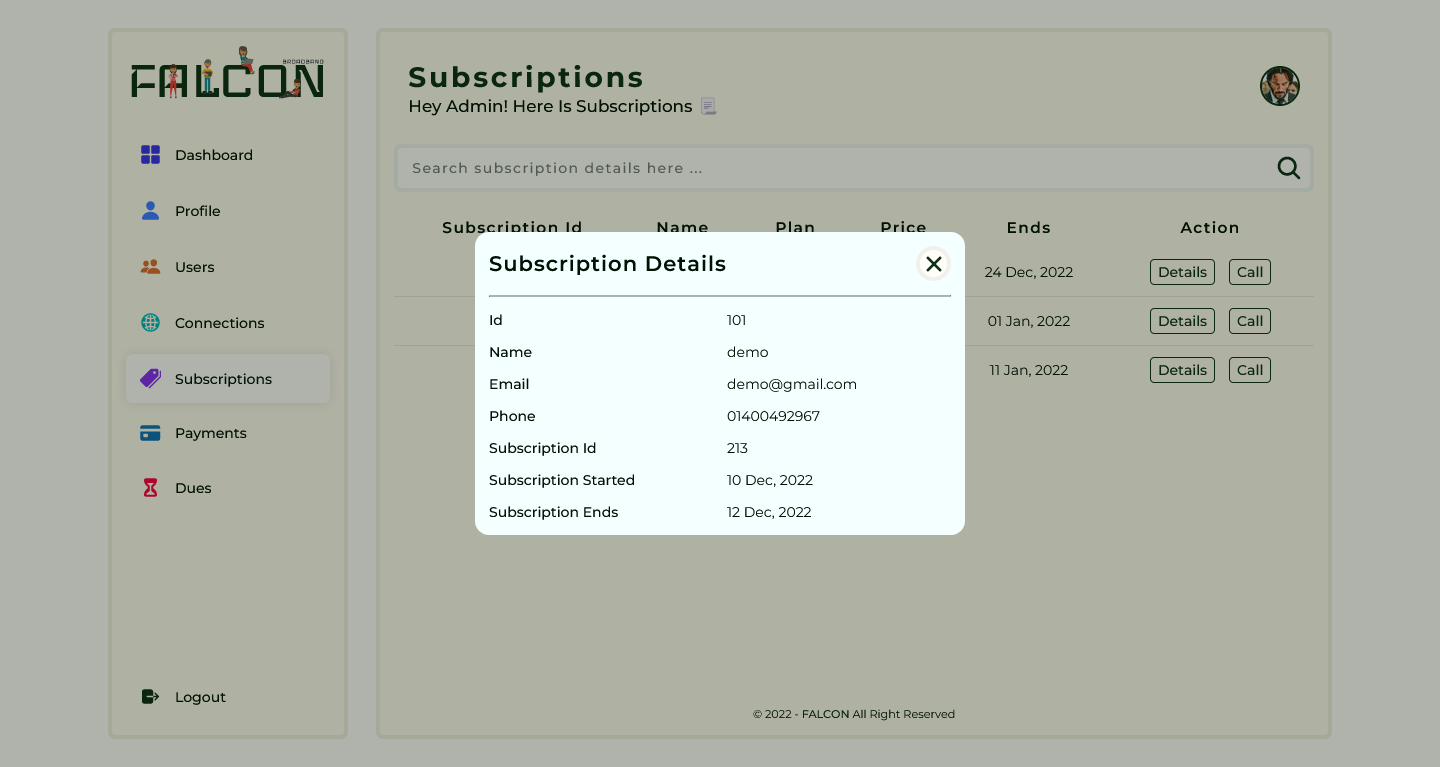 FALCON
BROADBAND
Dashboard
Profile
Users
Connections
Subscriptions
Payments
Dues
Logout
Subscriptions
Hey Admin! Here Is Subscriptions
Search subscription details here ...
Subscription Id Name Plan Price Ends Action
24 Dec, 2022 Details Call
01 Jan, 2022 Details Call
11 Jan, 2022 Details Call
Subscription Details
Id 101
Name demo
Email demo@gmail.com
Phone 01400492967
Subscription Id 213
Subscription Started 10 Dec, 2022
Subscription Ends 12 Dec, 2022
© 2022 - FALCON All Right Reserved